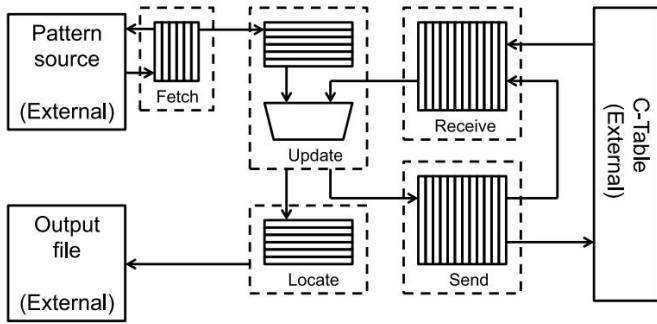 Pattern
source
(External)
Fetch
Update
Receive
C-Table
(External)
Output
file
(External)
Locate
Send